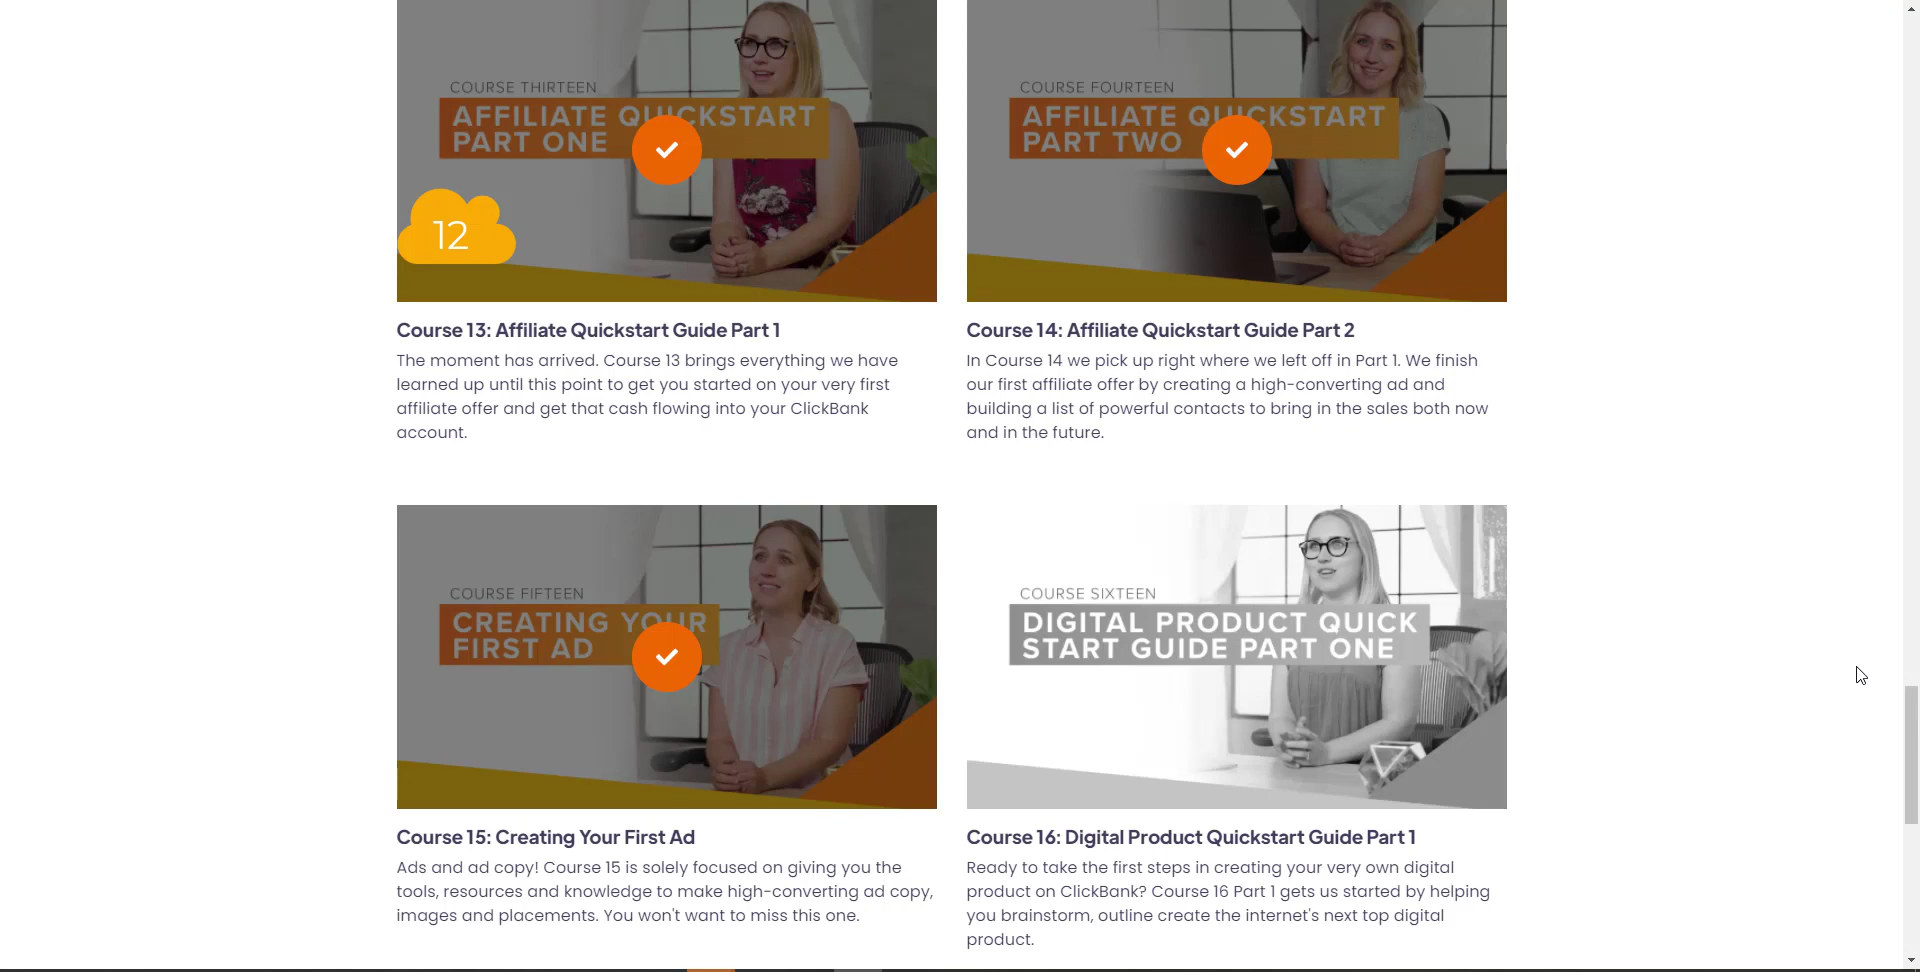 COURSE THIRTEEN
AFFILIATE QUICKSTART
PART ONE
12
COURSE FOURTEEN
AFFILIATE QUICKSTART
PART TWO
Course 13: Affiliate Quickstart Guide Part 1
The moment has arrived. Course 13 brings everything we have
learned up until this point to get you started on your very first
affiliate offer and get that cash flowing into your ClickBank
account.
Course 14: Affiliate Quickstart Guide Part 2
In Course 14 we pick up right where we left off in Part 1. We finish
our first affiliate offer by creating a high-converting ad and
building a list of powerful contacts to bring in the sales both now
and in the future.
COURSE FIFTEEN
CREATING YOUR
FIRST AD
COURSE SIXTEEN
DIGITAL PRODUCT QUICK
START GUIDE PART ONE
Course 15: Creating Your First Ad
Ads and ad copy! Course 15 is solely focused on giving you the
tools, resources and knowledge to make high-converting ad copy,
images and placements. You won't want to miss this one.
Course 16: Digital Product Quickstart Guide Part 1
Ready to take the first steps in creating your very own digital
product on ClickBank? Course 16 Part 1 gets us started by helping
you brainstorm, outline create the internet's next top digital
product.